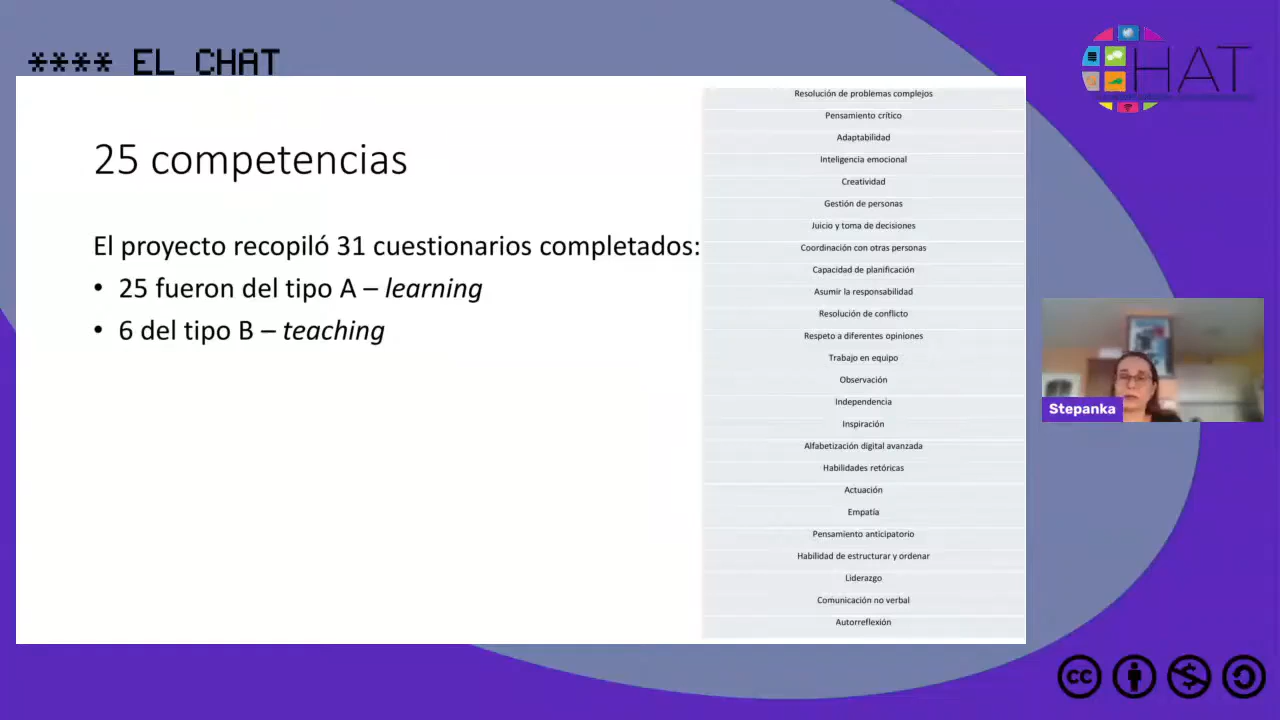 **** EL CHAT
HAT
25 competencias
El proyecto recopiló 31 cuestionarios completados:
• 25 fueron del tipo A – learning
• 6 del tipo B – teaching
Resolución de problemas complejos
Pensamiento crítico
Adaptabilidad
Inteligencia emocional
Creatividad
Gestión de personas
Juicio y toma de decisiones
Coordinación con otras personas
Capacidad de planificación
Asumir la responsabilidad
Resolución de conflicto
Respeto a diferentes opiniones
Trabajo en equipo
Observación
Independencia
Inspiración
Alfabetización digital avanzada
Habilidades retóricas
Actuación
Empatía
Pensamiento anticipatorio
Habilidad de estructurar y ordenar
Liderazgo
Comunicación no verbal
Autorreflexión
Stepanka
cc